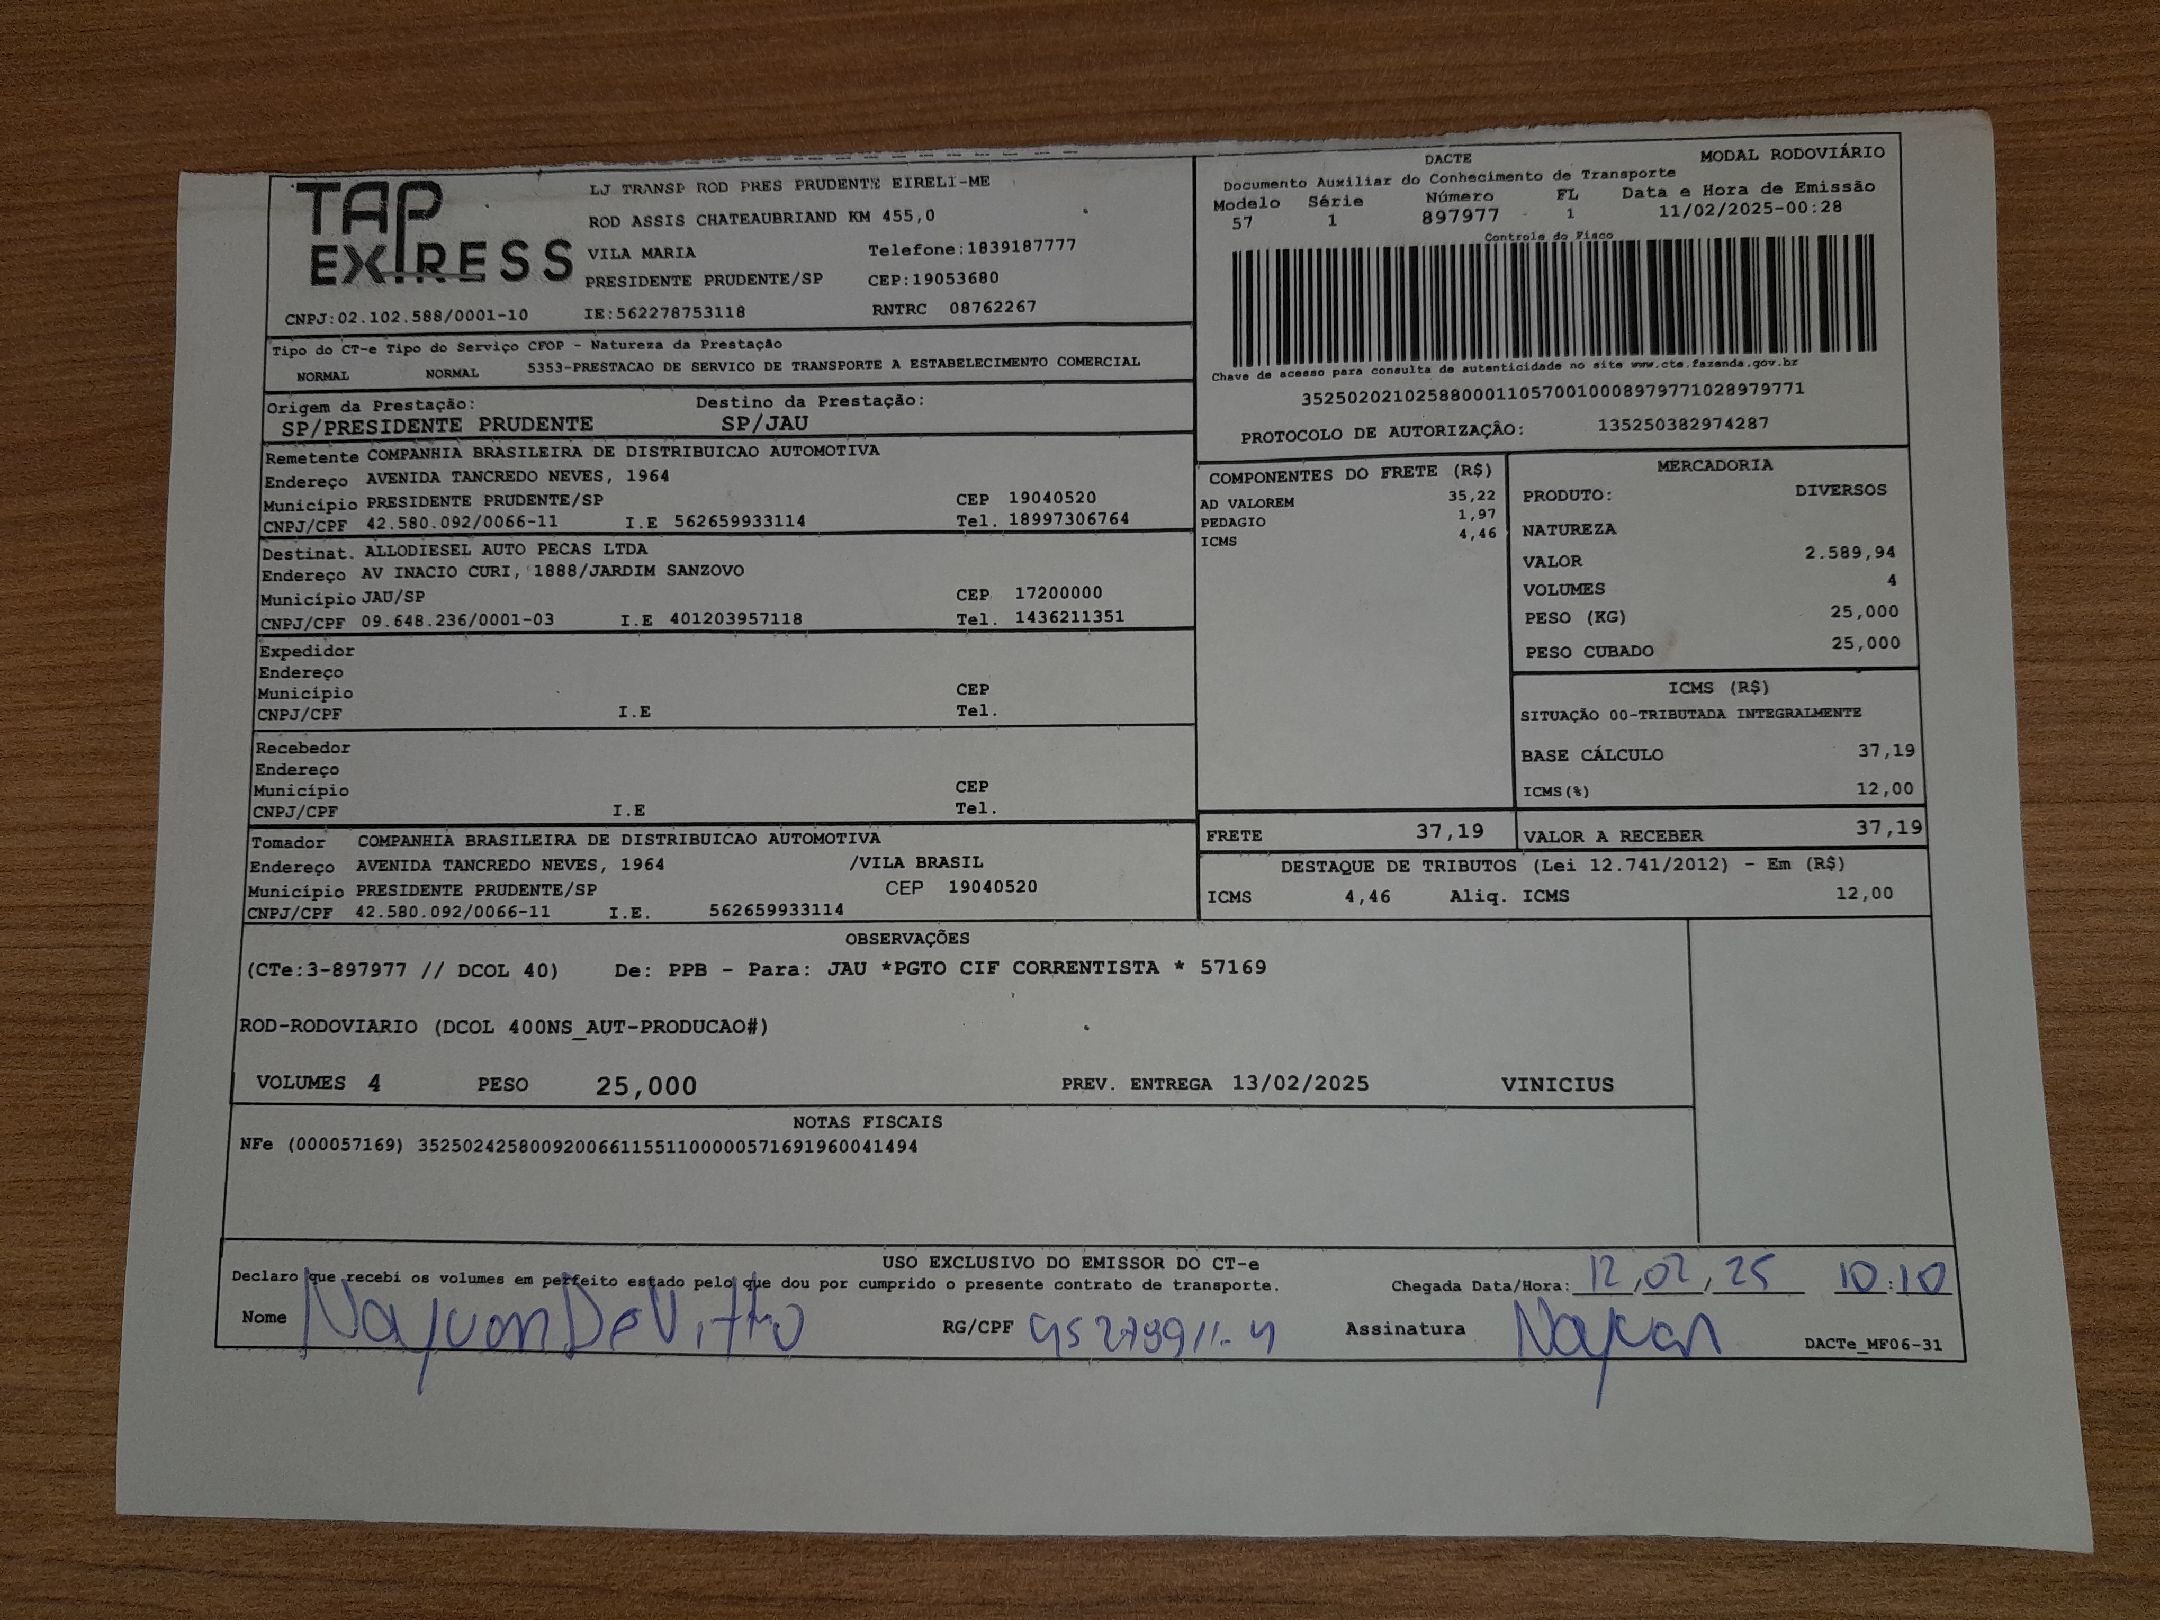 TAP EXPRESS
LJ TRANSP ROD PRES PRUDENTE EIRELI-ME
ROD ASSIS CHATEAUBRIAND KM 455,0
VILA MARIA Telefone:1839187777
PRESIDENTE PRUDENTE/SP CEP:19053680
CNPJ:02.102.588/0001-10 IE:562278753118 RNTRC 08762267
DACTE MODAL RODOVIÁRIO
Documento Auxiliar do Conhecimento de Transporte
Modelo Série Número FL Data e Hora de Emissão
57 1 897977 1 11/02/2025-00:28
Controle do Fisco
Chave de acesso para consulta de autenticidade no site www.cte.fazenda.gov.br
35250202102588000110570010008979771028979771
PROTOCOLO DE AUTORIZAÇÂO: 135250382974287
Tipo do CT-e Tipo do Serviço CFOP - Natureza da Prestação
NORMAL NORMAL 5353-PRESTACAO DE SERVICO DE TRANSPORTE A ESTABELECIMENTO COMERCIAL
Origem da Prestação: Destino da Prestação:
SP/PRESIDENTE PRUDENTE SP/JAU
Remetente COMPANHIA BRASILEIRA DE DISTRIBUICAO AUTOMOTIVA
Endereço AVENIDA TANCREDO NEVES, 1964
Município PRESIDENTE PRUDENTE/SP CEP 19040520
CNPJ/CPF 42.580.092/0066-11 I.E 562659933114 Tel. 18997306764
Destinat. ALLODIESEL AUTO PECAS LTDA
Endereço AV INACIO CURI, 1888/JARDIM SANZOVO
Município JAU/SP CEP 17200000
CNPJ/CPF 09.648.236/0001-03 I.E 401203957118 Tel. 1436211351
Expedidor
Endereço
Município CEP
CNPJ/CPF I.E Tel.
Recebedor
Endereço
Município CEP
CNPJ/CPF I.E Tel.
Tomador COMPANHIA BRASILEIRA DE DISTRIBUICAO AUTOMOTIVA
Endereço AVENIDA TANCREDO NEVES, 1964 /VILA BRASIL
Município PRESIDENTE PRUDENTE/SP CEP 19040520
CNPJ/CPF 42.580.092/0066-11 I.E. 562659933114
COMPONENTES DO FRETE (R$)
AD VALOREM 35,22
PEDAGIO 1,97
ICMS 4,46
MERCADORIA
PRODUTO: DIVERSOS
NATUREZA
VALOR 2.589,94
VOLUMES 4
PESO (KG) 25,000
PESO CUBADO 25,000
ICMS (R$)
SITUAÇÃO 00-TRIBUTADA INTEGRALMENTE
BASE CÁLCULO 37,19
ICMS(%) 12,00
FRETE 37,19 VALOR A RECEBER 37,19
DESTAQUE DE TRIBUTOS (Lei 12.741/2012) - Em (R$)
ICMS 4,46 Aliq. ICMS 12,00
OBSERVAÇÕES
(CTe:3-897977 // DCOL 40) De: PPB - Para: JAU *PGTO CIF CORRENTISTA * 57169
ROD-RODOVIARIO (DCOL 400NS_AUT-PRODUCAO#)
VOLUMES 4 PESO 25,000 PREV. ENTREGA 13/02/2025 VINICIUS
NOTAS FISCAIS
NFe (000057169) 35250242580092006611551100000571691960041494
USO EXCLUSIVO DO EMISSOR DO CT-e
Declaro que recebi os volumes em perfeito estado pelo que dou por cumprido o presente contrato de transporte. Chegada Data/Hora: 12,02,25 10:10
Nome Nayuan DeVitto RG/CPF 45279911-4 Assinatura Nayuan DACTe_MF06-31